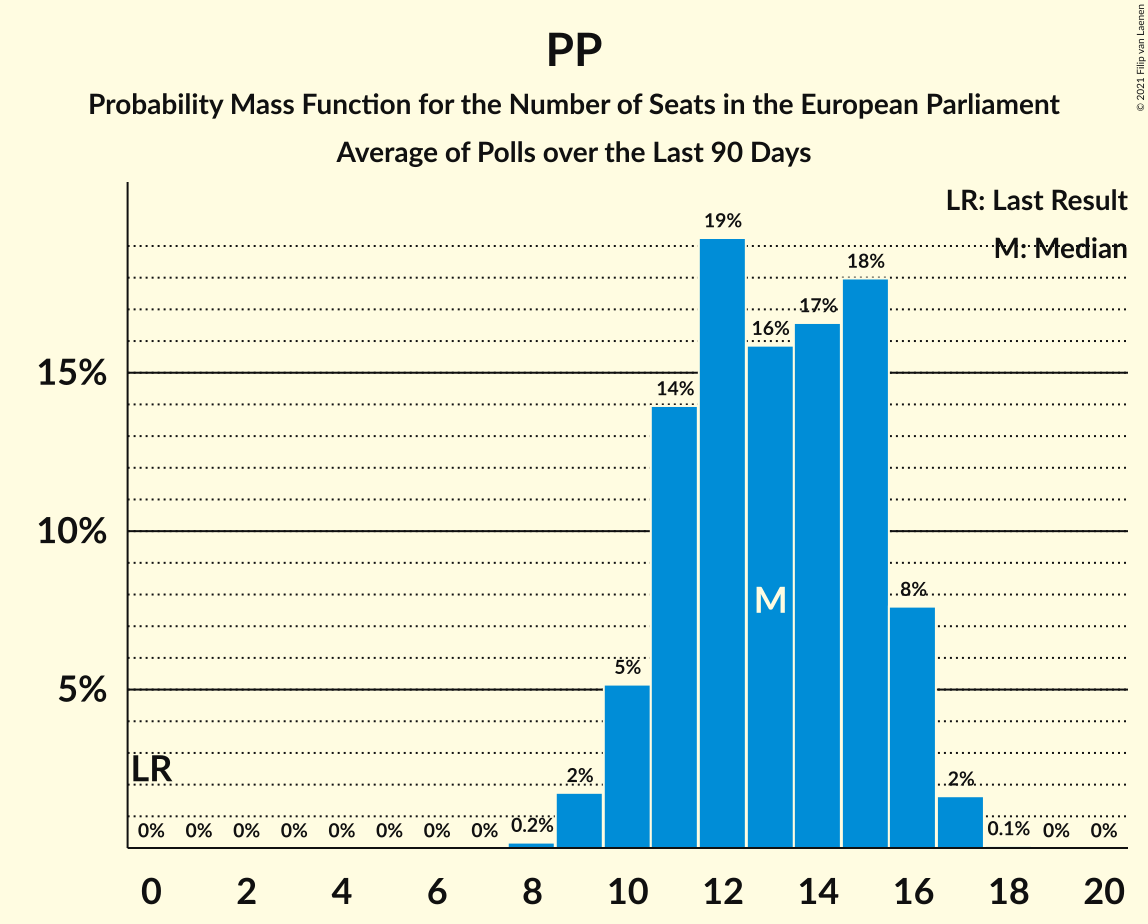 PP
Probability Mass Function for the Number of Seats in the European Parliament
Average of Polls over the Last 90 Days
© 2021 Filip van Laenen
LR: Last Result
M: Median
15%
10%
5%
LR
M
0% 0% 0% 0% 0% 0% 0% 0% 0.2% 2% 5% 14% 19% 16% 17% 18% 8% 2% 0.1% 0% 0%
0 2 4 6 8 10 12 14 16 18 20